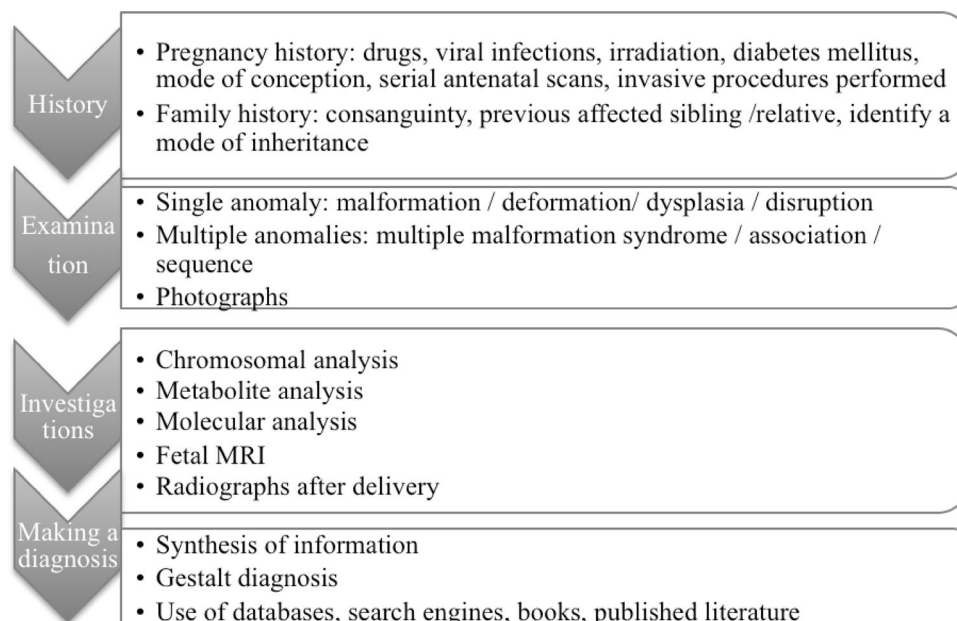 History
• Pregnancy history: drugs, viral infections, irradiation, diabetes mellitus,
mode of conception, serial antenatal scans, invasive procedures performed
• Family history: consanguinty, previous affected sibling /relative, identify a
mode of inheritance
Examina
tion
• Single anomaly: malformation / deformation/ dysplasia / disruption
• Multiple anomalies: multiple malformation syndrome / association /
sequence
• Photographs
Investiga
tions
• Chromosomal analysis
• Metabolite analysis
• Molecular analysis
• Fetal MRI
• Radiographs after delivery
Making a
diagnosis
• Synthesis of information
• Gestalt diagnosis
• Use of databases, search engines, books, published literature